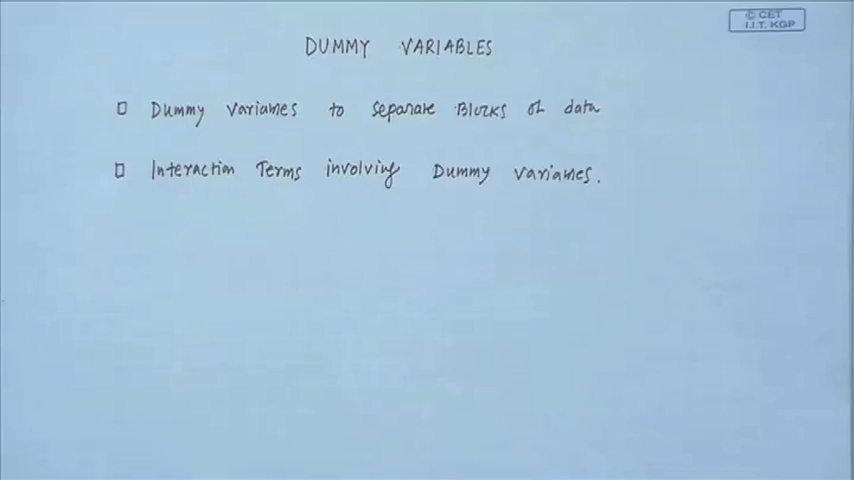 © CET
I.I.T. KGP
DUMMY VARIABLES
□ Dummy variables to separate Blocks of data
□ Interaction Terms involving Dummy variables.